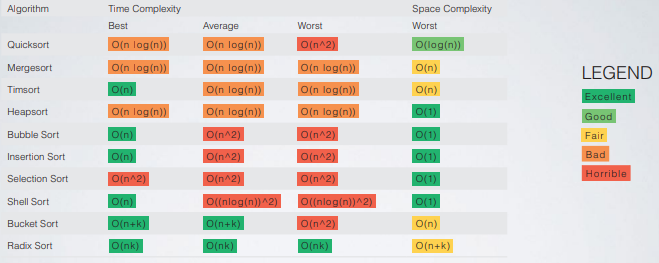 Algorithm Time Complexity Space Complexity
Best Average Worst Worst
Quicksort O(n log(n)) O(n log(n)) O(n^2) O(log(n))
Mergesort O(n log(n)) O(n log(n)) O(n log(n)) O(n)
Timsort O(n) O(n log(n)) O(n log(n)) O(n)
Heapsort O(n log(n)) O(n log(n)) O(n log(n)) O(1)
Bubble Sort O(n) O(n^2) O(n^2) O(1)
Insertion Sort O(n) O(n^2) O(n^2) O(1)
Selection Sort O(n^2) O(n^2) O(n^2) O(1)
Shell Sort O(n) O((nlog(n))^2) O((nlog(n))^2) O(1)
Bucket Sort O(n+k) O(n+k) O(n^2) O(n)
Radix Sort O(nk) O(nk) O(nk) O(n+k)
LEGEND
Excellent
Good
Fair
Bad
Horrible